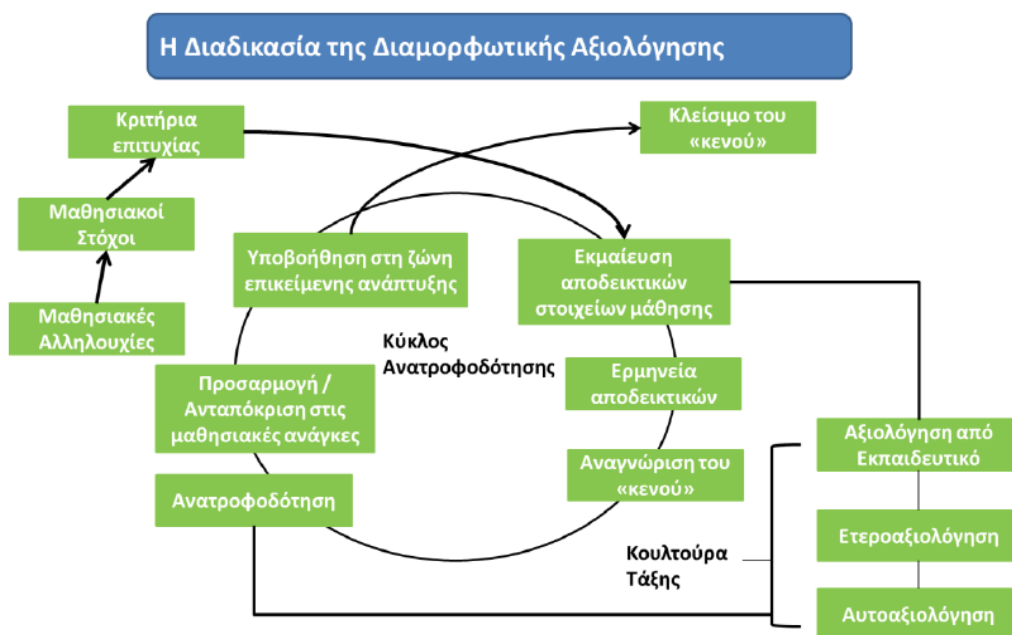 Η Διαδικασία της Διαμορφωτικής Αξιολόγησης
Κριτήρια
επιτυχίας
Κλείσιμο του
«κενού»
Μαθησιακοί
Στόχοι
Υποβοήθηση στη ζώνη
επικείμενης ανάπτυξης
Εκμαίευση
αποδεικτικών
στοιχείων μάθησης
Μαθησιακές
Αλληλουχίες
Κύκλος
Ανατροφοδότησης
Προσαρμογή /
Ανταπόκριση στις
μαθησιακές ανάγκες
Ερμηνεία
αποδεικτικών
Αναγνώριση του
«κενού»
Ανατροφοδότηση
Αξιολόγηση από
Εκπαιδευτικό
Κουλτούρα
Τάξης
Ετεροαξιολόγηση
Αυτοαξιολόγηση